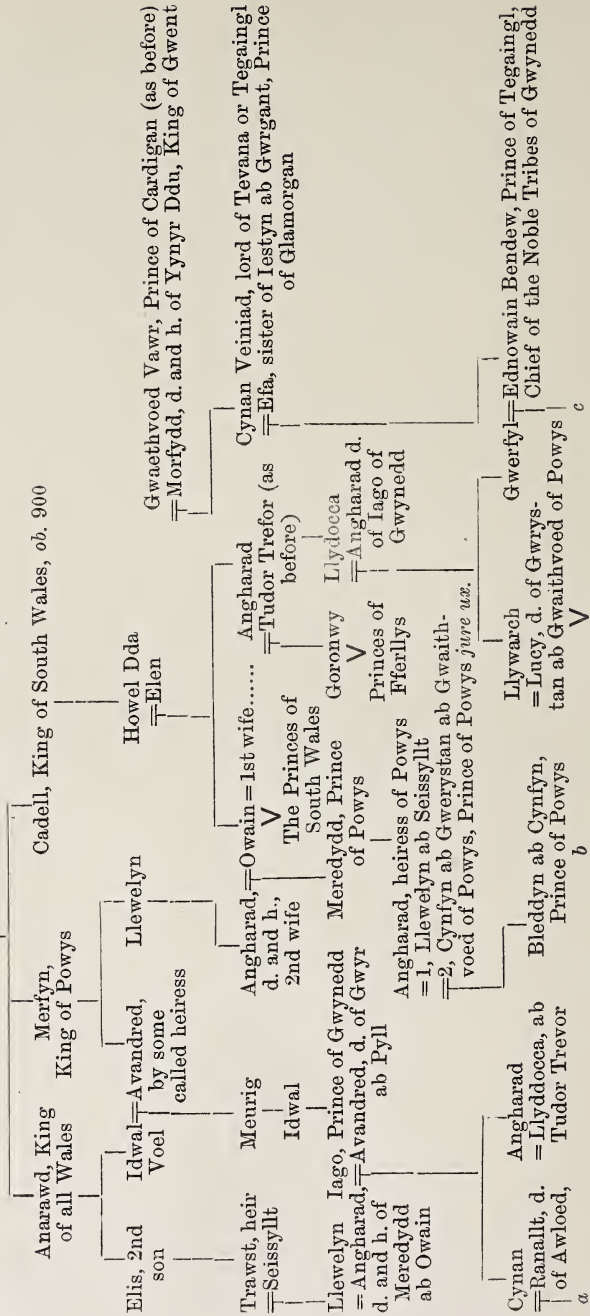 Anarawd, King
of all Wales
Merfyn,
King of Powys
Cadell, King of South Wales, ob. 900
Elis, 2nd
son
Idwal=Avandred,
Voel
by some
called heiress
Llewelyn
Howel Dda
=Elen
Gwaethvoed Vawr, Prince of Cardigan (as before)
=Morfydd, d. and h. of Ynyr Ddu, King of Gwent
Trawst, heir
=Seissyllt
Meurig
Idwal
Angharad,=Owain=1st wife......
d. and h.,
2nd wife
V
The Princes of
South Wales
Angharad
=Tudor Trefor (as
before)
Cynan Veiniad, lord of Tevana or Tegaingl
=Efa, sister of Iestyn ab Gwrgant, Prince
of Glamorgan
Meredydd, Prince
of Powys
Goronwy
V
Princes of
Fferllys
Llydocca
=Angharad d.
of Iago of
Gwynedd
Llewelyn
= Angharad,
d. and h. of
Meredydd
ab Owain
Iago, Prince of Gwynedd
=Avandred, d. of Gwyr
ab Pyll
Angharad, heiress of Powys
=1, Llewelyn ab Seissyllt
=2, Cynfyn ab Gwerystan ab Gwaith-
voed of Powys, Prince of Powys jure ux.
Cynan
=Ranallt, d.
of Awloed,
a
Angharad
=Llyddocca, ab
Tudor Trevor
Bleddyn ab Cynfyn,
Prince of Powys
b
Llywarch
=Lucy, d. of Gwrys-
tan ab Gwaithvoed of Powys
V
Gwerfyl=Ednowain Bendew, Prince of Tegaingl,
Chief of the Noble Tribes of Gwynedd
c